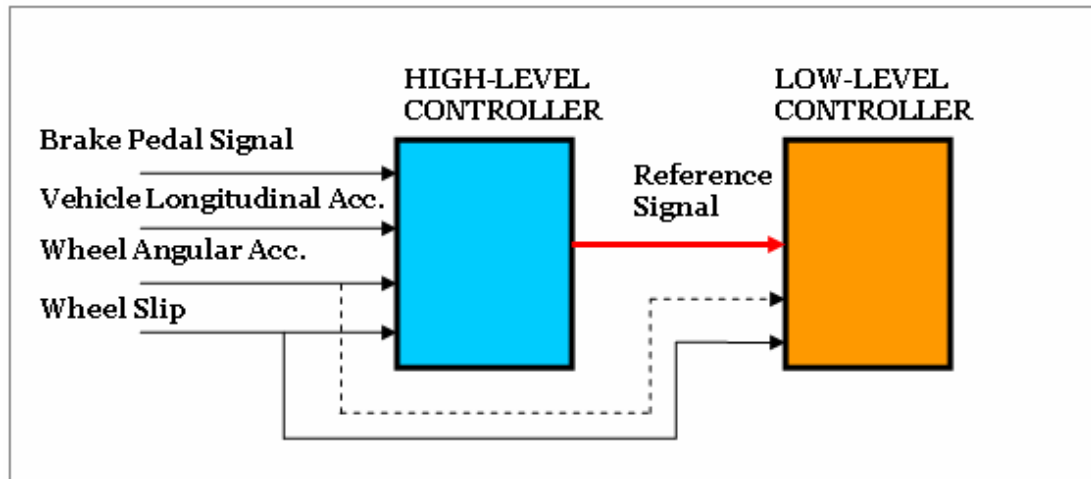 HIGH-LEVEL
CONTROLLER
LOW-LEVEL
CONTROLLER
Brake Pedal Signal
Vehicle Longitudinal Acc.
Wheel Angular Acc.
Wheel Slip
Reference
Signal